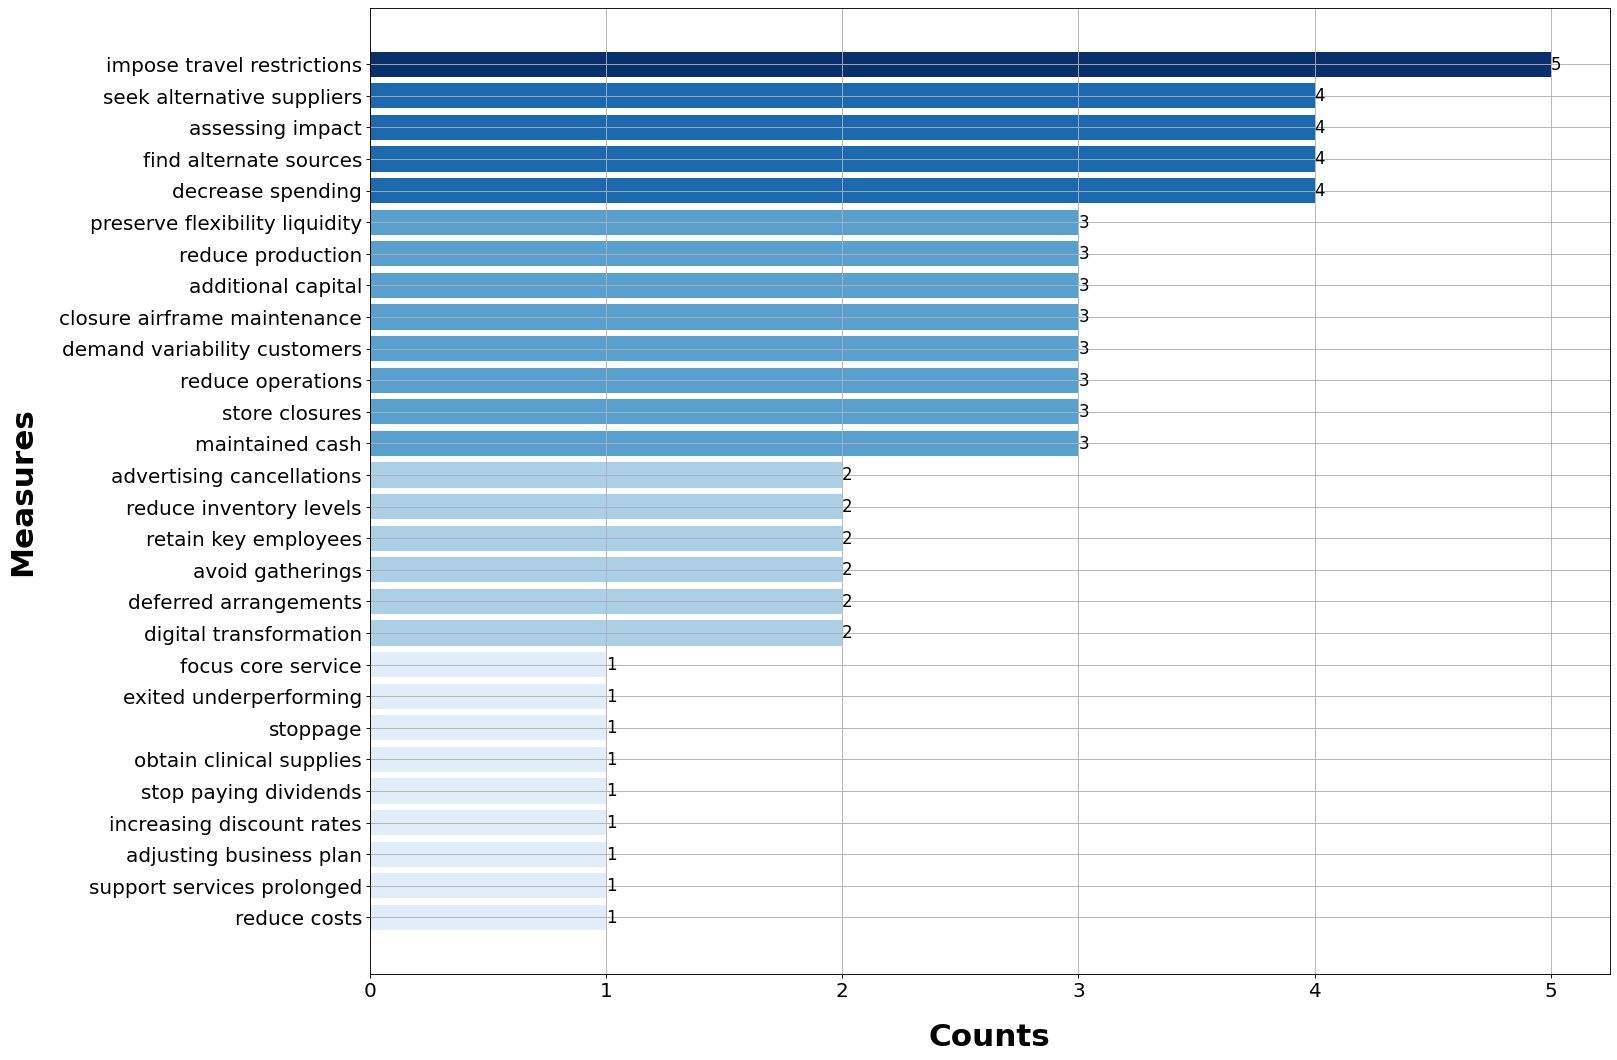 impose travel restrictions 5
seek alternative suppliers 4
assessing impact 4
find alternate sources 4
decrease spending 4
preserve flexibility liquidity 3
reduce production 3
additional capital 3
closure airframe maintenance 3
demand variability customers 3
reduce operations 3
store closures 3
maintained cash 3
advertising cancellations 2
reduce inventory levels 2
retain key employees 2
avoid gatherings 2
deferred arrangements 2
digital transformation 2
focus core service 1
exited underperforming 1
stoppage 1
obtain clinical supplies 1
stop paying dividends 1
increasing discount rates 1
adjusting business plan 1
support services prolonged 1
reduce costs 1
Measures
0 1 2 3 4 5
Counts